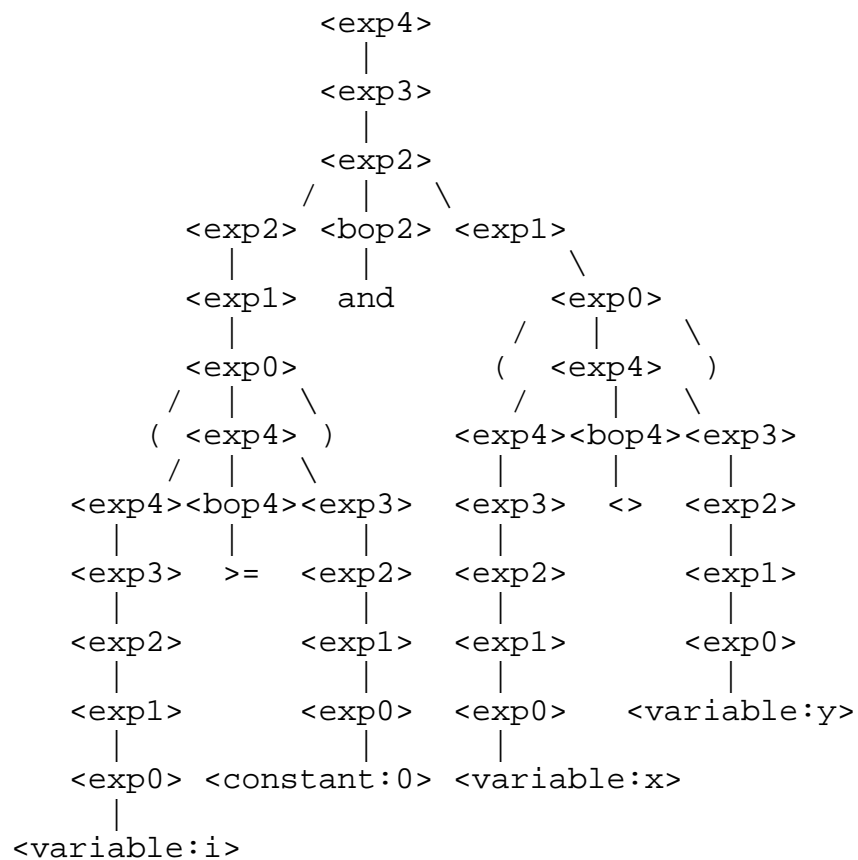 <exp4>
<exp3>
<exp2>
<exp2> <bop2> <exp1>
<exp1> and <exp0>
<exp0> ( <exp4> )
( <exp4> ) <exp4><bop4><exp3>
<exp4><bop4><exp3> <exp3> <> <exp2>
<exp3> >= <exp2> <exp2> <exp1>
<exp2> <exp1> <exp1> <exp0>
<exp1> <exp0> <exp0> <variable:y>
<exp0> <constant:0> <variable:x>
<variable:i>